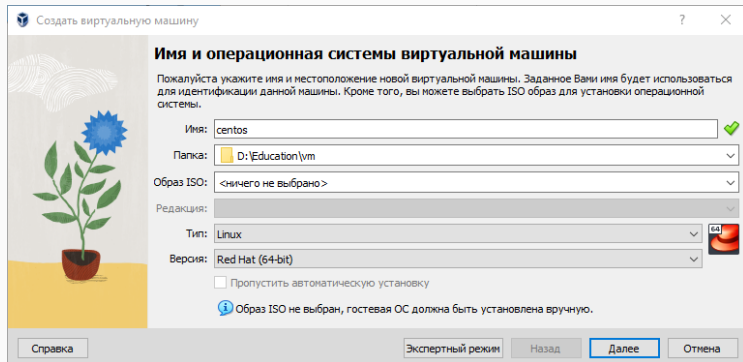 Создать виртуальную машину
?
Имя и операционная системы виртуальной машины
Пожалуйста укажите имя и местоположение новой виртуальной машины. Заданное Вами имя будет использоваться
для идентификации данной машины. Кроме того, вы можете выбрать ISO образ для установки операционной
системы.
Имя: centos
Папка: D:\Education\vm
Образ ISO: <ничего не выбрано>
Редакция:
Тип: Linux
64
Версия: Red Hat (64-bit)
Пропустить автоматическую установку
Образ ISO не выбран, гостевая ОС должна быть установлена вручную.
Справка Экспертный режим Назад Далее Отмена